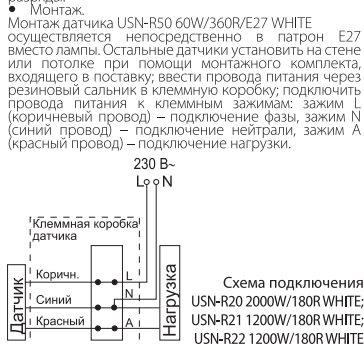 • Монтаж.
Монтаж датчика USN-R50 60W/360R/E27 WHITE
осуществляется непосредственно в патрон Е27
вместо лампы. Остальные датчики установить на стене
или потолке при помощи монтажного комплекта,
входящего в поставку; ввести провода питания через
резиновый сальник в клеммную коробку; подключить
провода питания к клеммным зажимам: зажим L
(коричневый провод) – подключение фазы, зажим N
(синий провод) – подключение нейтрали, зажим А
(красный провод) – подключение нагрузки.
230 В~
L N
Клеммная коробка
датчика
Датчик
Коричн. L
Синий N
Красный А
Нагрузка
Схема подключения
USN-R20 2000W/180R WHITE;
USN-R21 1200W/180R WHITE;
USN-R22 1200W/180R WHITE